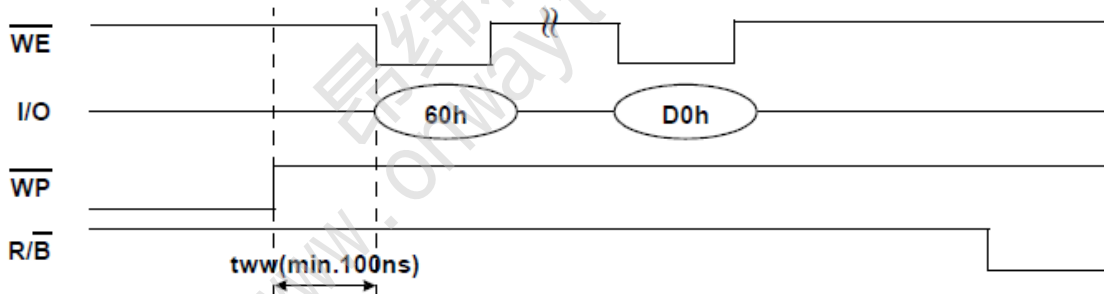 WE
I/O
60h
D0h
WP
R/B
tww(min.100ns)